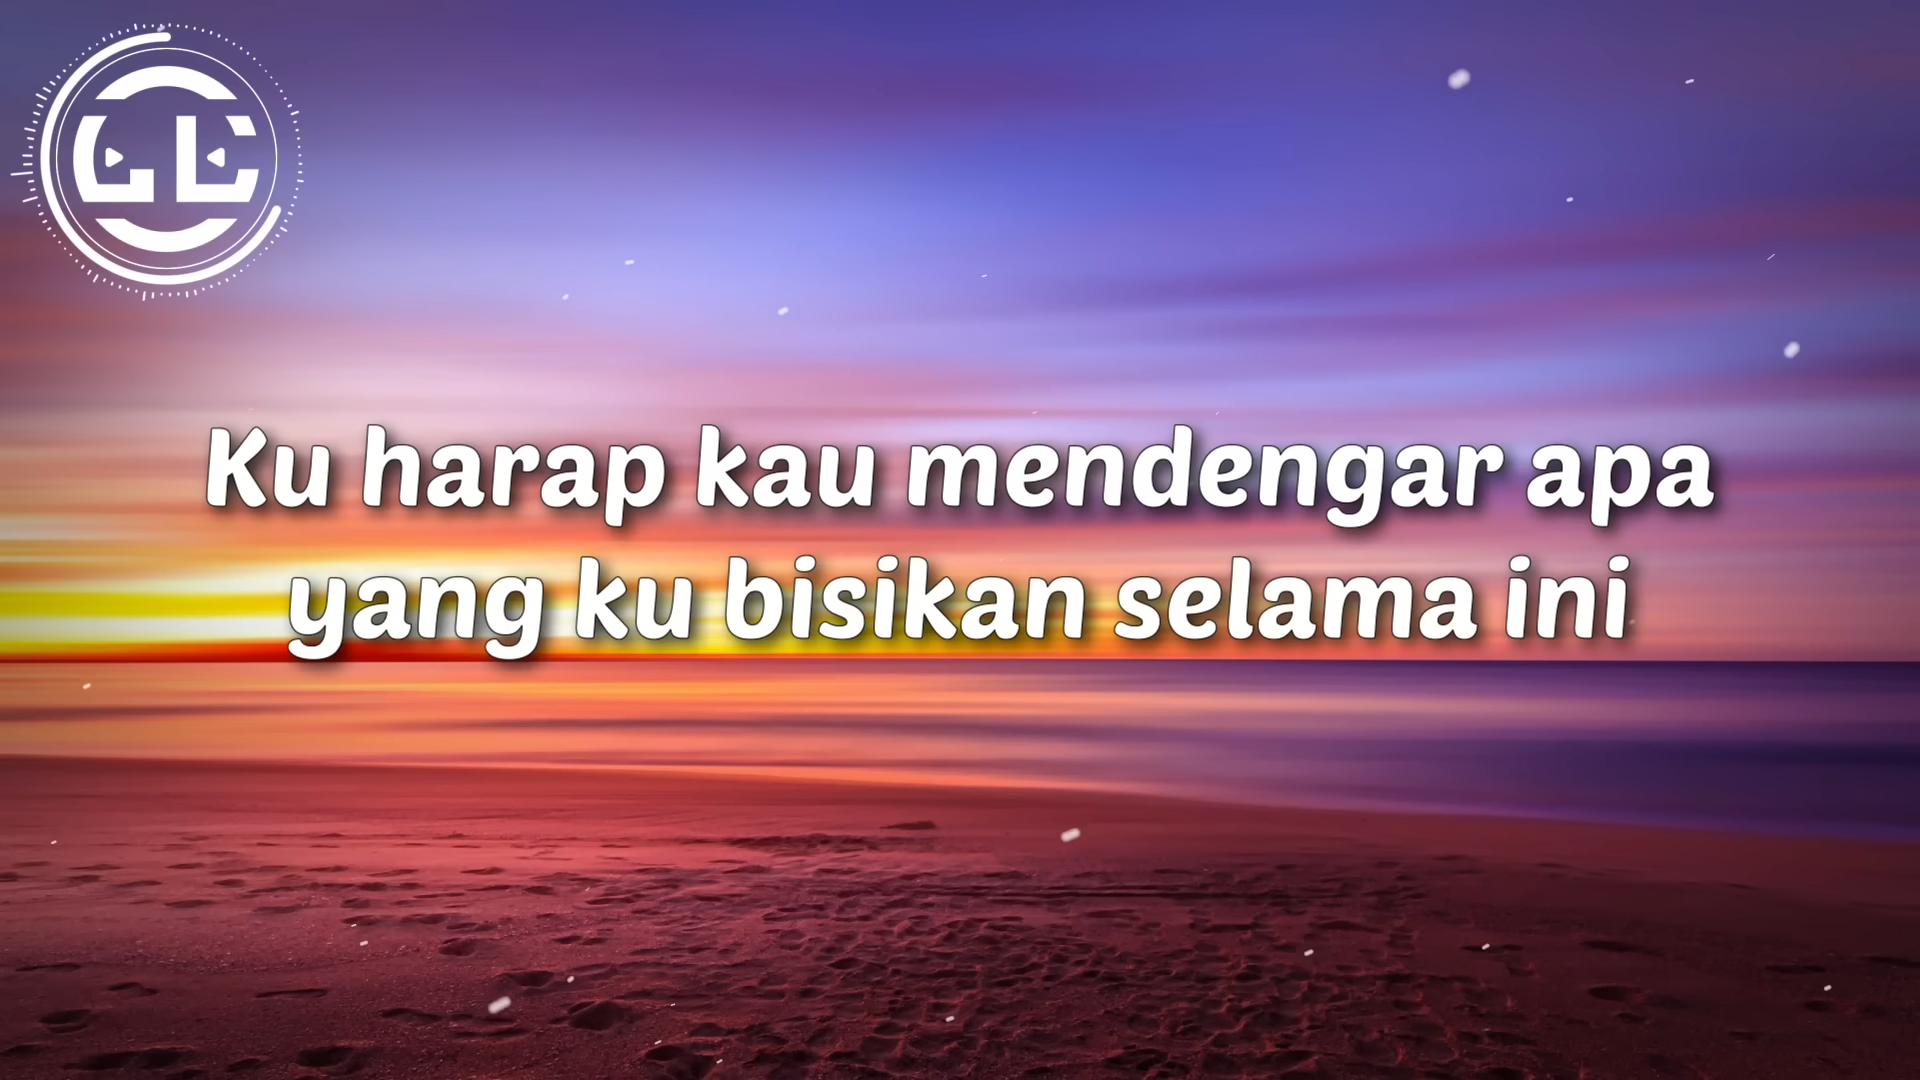 Ku harap kau mendengar apa
yang ku bisikan selama ini